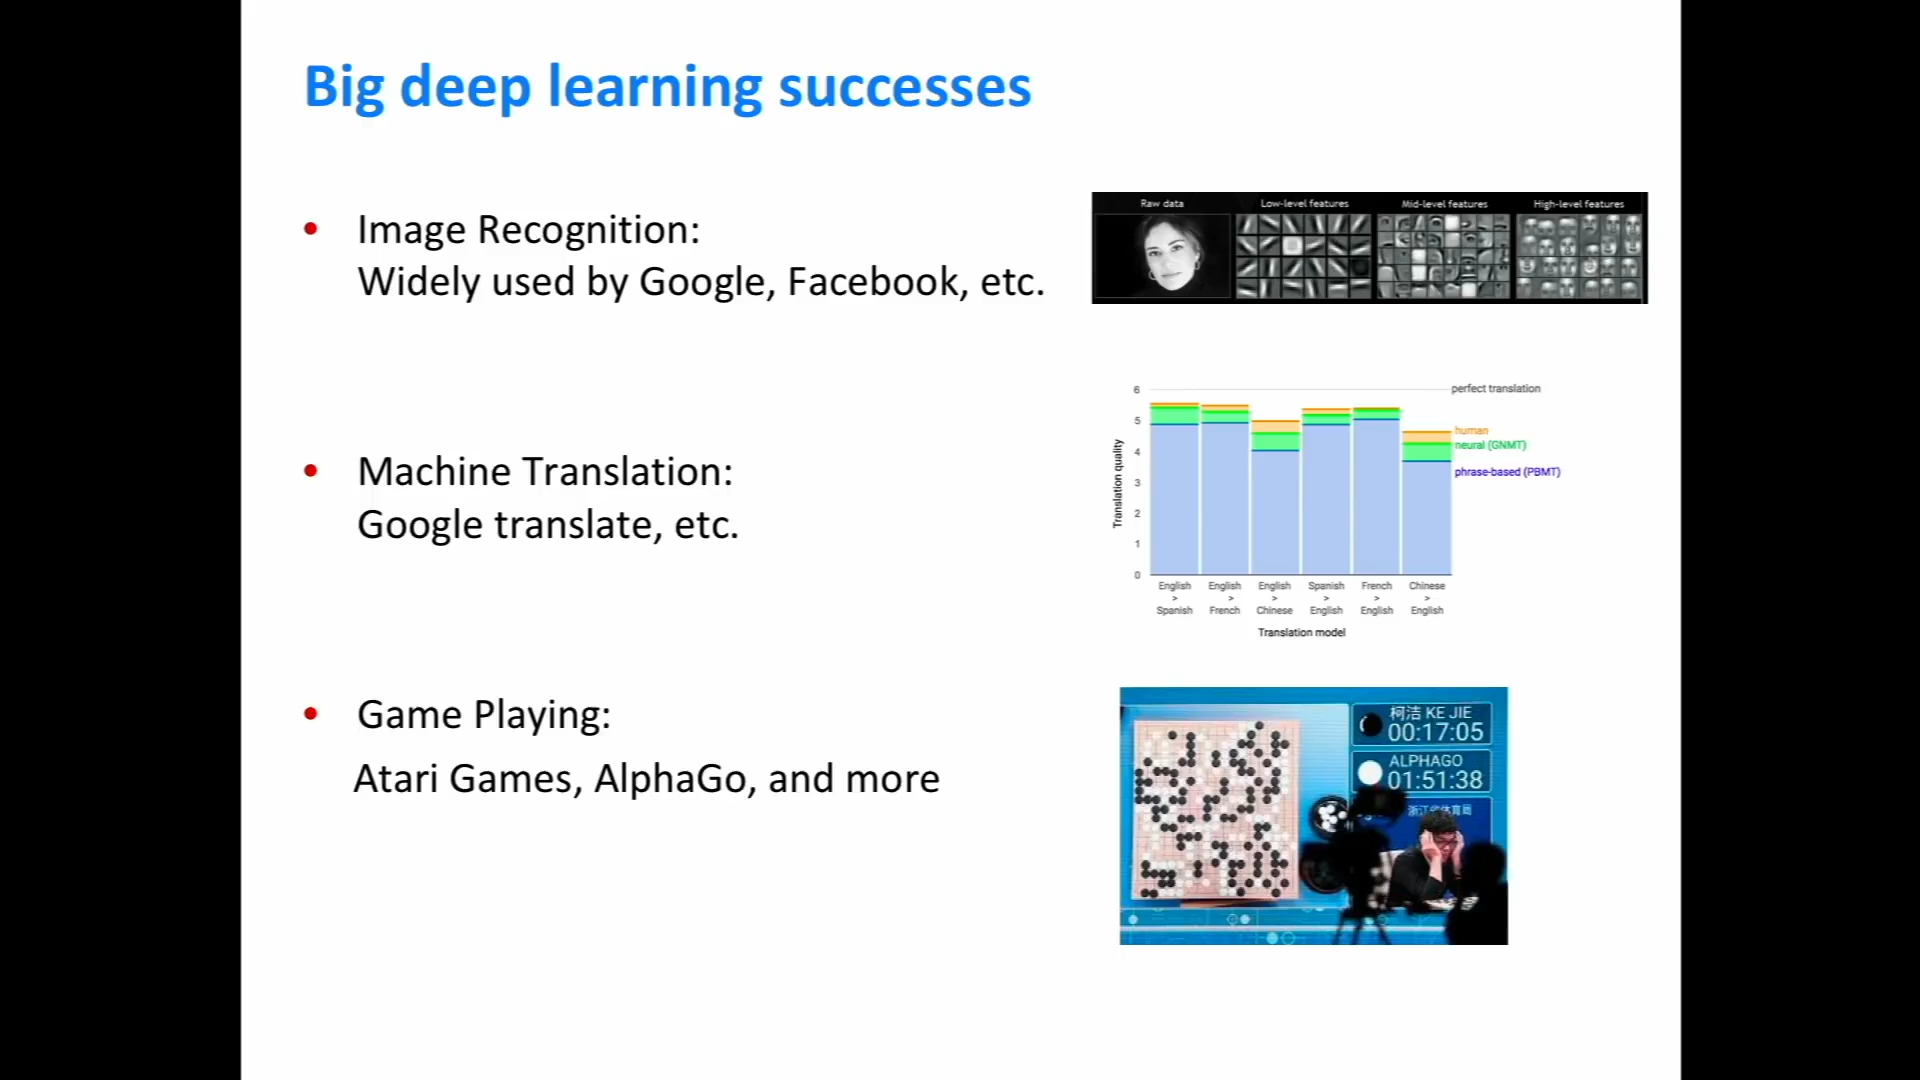 Big deep learning successes
• Image Recognition:
Widely used by Google, Facebook, etc.
Raw data
Low-level features
Mid-level features
High-level features
• Machine Translation:
Google translate, etc.
6
5
4
3
2
1
0
Translation quality
perfect translation
human
neural (GNMT)
phrase-based (PBMT)
English > Spanish
English > French
English > Chinese
Spanish > English
French > English
Chinese > English
Translation model
• Game Playing:
Atari Games, AlphaGo, and more
柯洁 KE JIE
00:17:05
ALPHAGO
01:51:38